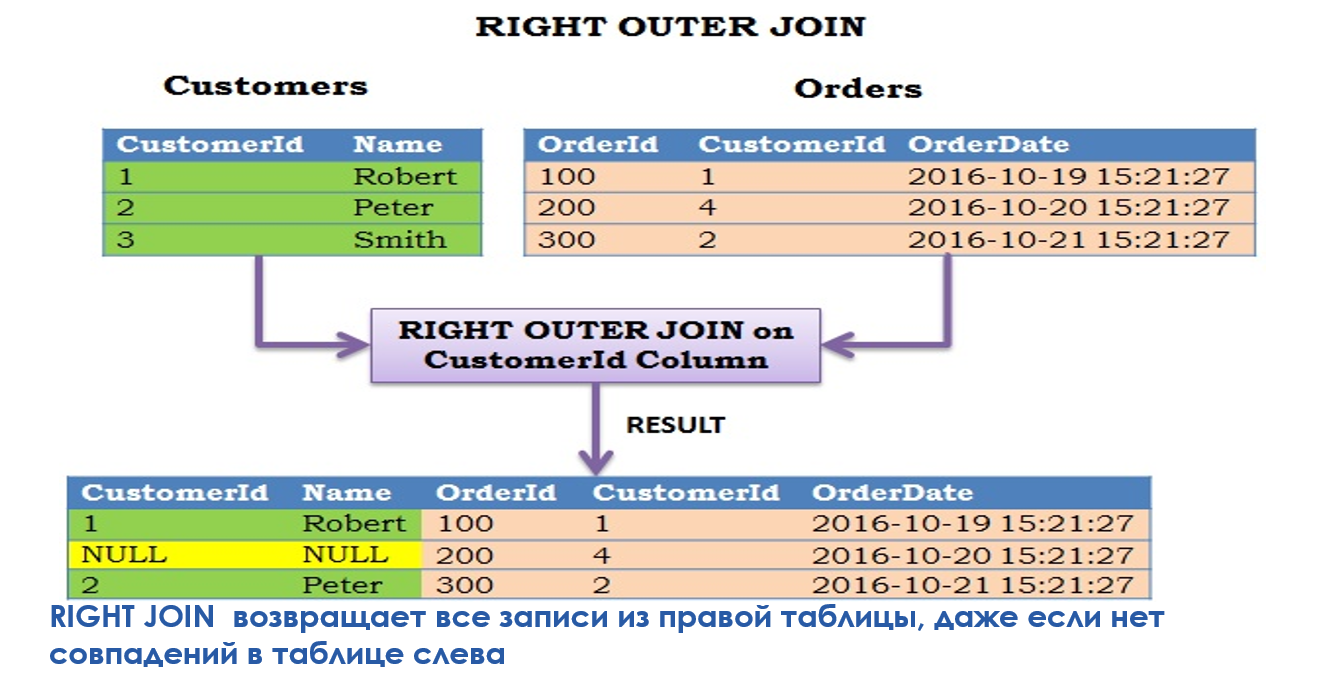 RIGHT OUTER JOIN
Customers
Orders
CustomerId Name
1 Robert
2 Peter
3 Smith
OrderId CustomerId OrderDate
100 1 2016-10-19 15:21:27
200 4 2016-10-20 15:21:27
300 2 2016-10-21 15:21:27
RIGHT OUTER JOIN on
CustomerId Column
RESULT
CustomerId Name OrderId CustomerId OrderDate
1 Robert 100 1 2016-10-19 15:21:27
NULL NULL 200 4 2016-10-20 15:21:27
2 Peter 300 2 2016-10-21 15:21:27
RIGHT JOIN возвращает все записи из правой таблицы, даже если нет
совпадений в таблице слева